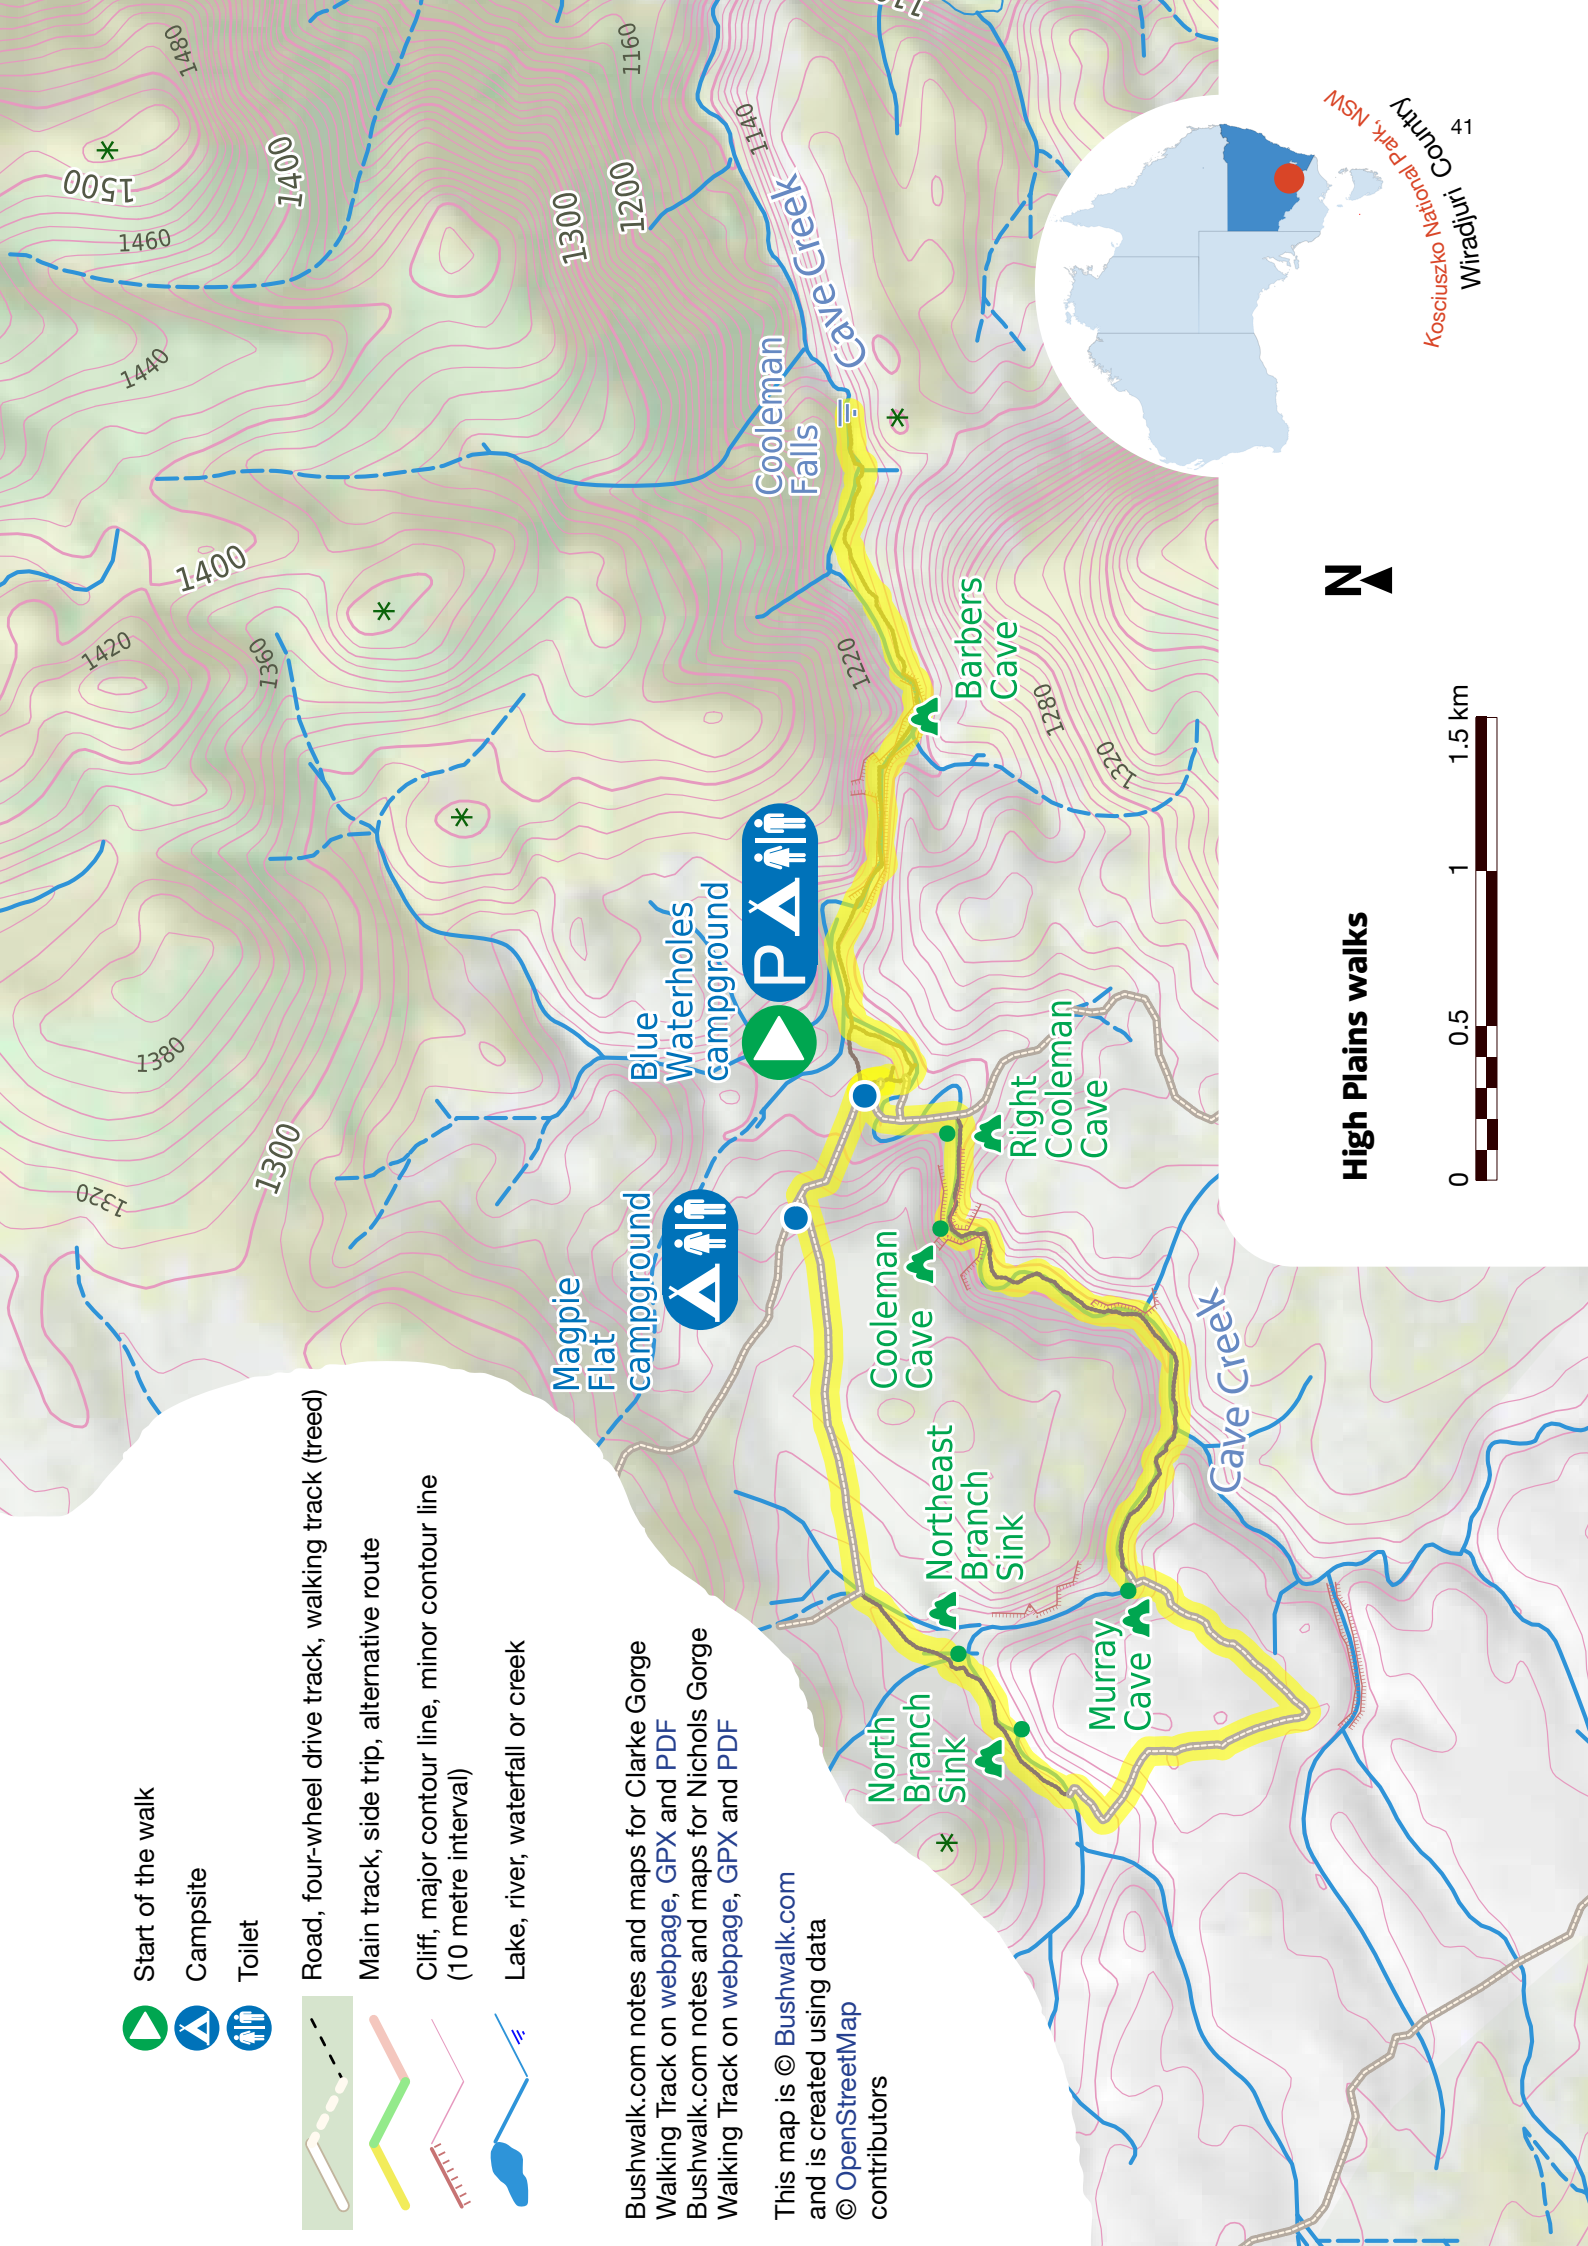 Start of the walk
Campsite
Toilet
Road, four-wheel drive track, walking track (treed)
Main track, side trip, alternative route
Cliff, major contour line, minor contour line
(10 metre interval)
Lake, river, waterfall or creek
Bushwalk.com notes and maps for Clarke Gorge
Walking Track on webpage, GPX and PDF
Bushwalk.com notes and maps for Nichols Gorge
Walking Track on webpage, GPX and PDF
This map is © Bushwalk.com
and is created using data
© OpenStreetMap
contributors
1480
1500
1460
1400
1440
1160
1140
1300
1200
1400
1420
1360
1380
1300
1320
1220
1280
1320
Cave Creek
Cooleman
Falls
Barbers
Cave
Blue
Waterholes
campground
P
Magpie
Flat
campground
Right
Cooleman
Cave
Cooleman
Cave
Northeast
Branch
Sink
North
Branch
Sink
Murray
Cave
Cave Creek
High Plains walks
0 0.5 1 1.5 km
N
Kosciuszko National Park, NSW
Wiradjuri Country
41